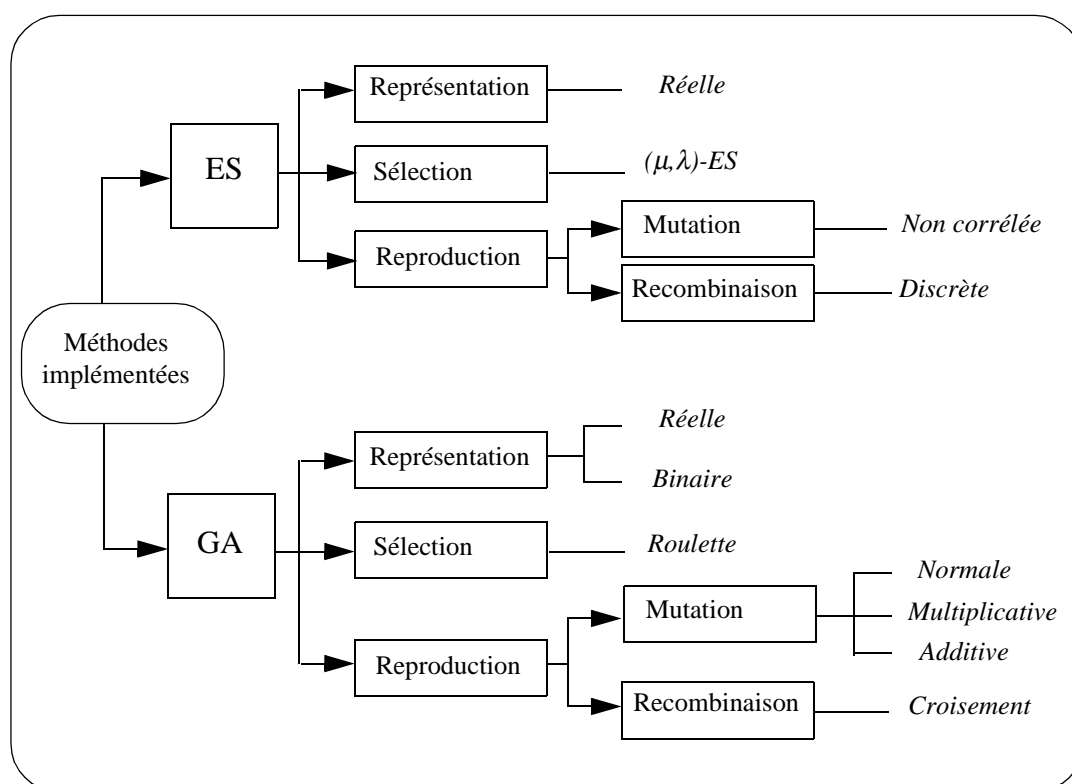 Représentation
Réelle
ES
Sélection
(μ,λ)-ES
Reproduction
Mutation
Non corrélée
Recombinaison
Discrète
Méthodes
implémentées
Représentation
Réelle
Binaire
GA
Sélection
Roulette
Reproduction
Mutation
Normale
Multiplicative
Additive
Recombinaison
Croisement